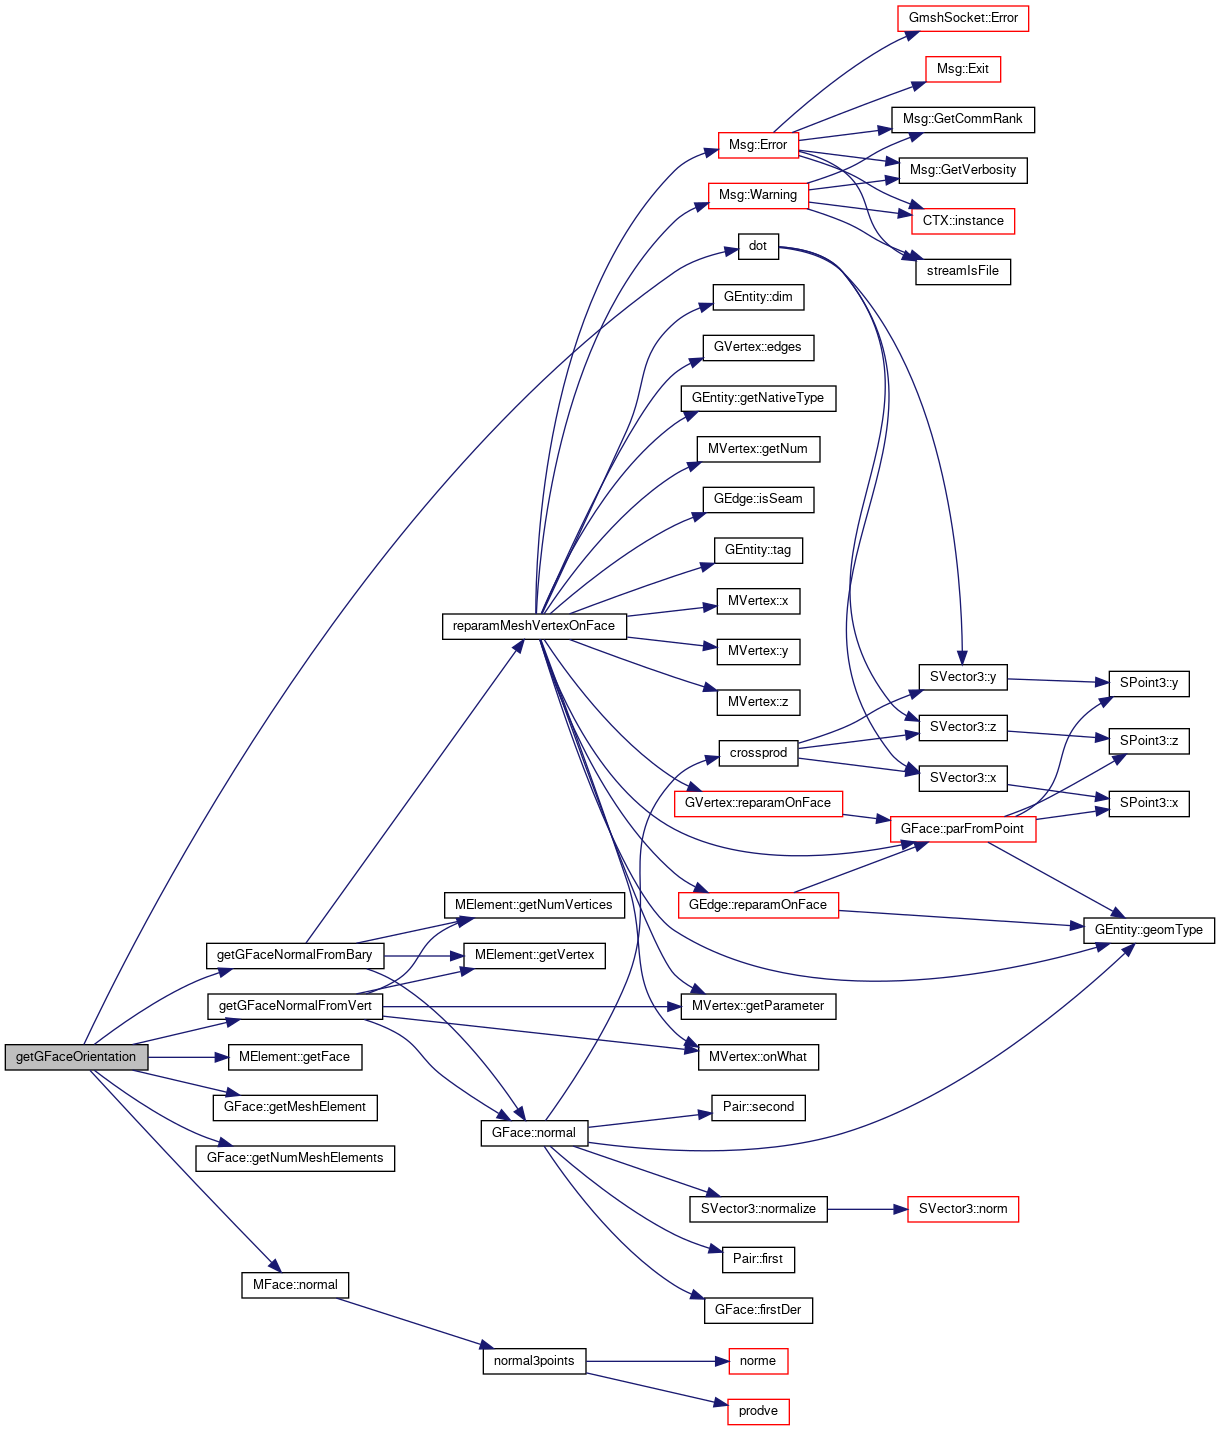 GmshSocket::Error
Msg::Exit
Msg::GetCommRank
Msg::Error
Msg::GetVerbosity
Msg::Warning
CTX::instance
dot
streamIsFile
GEntity::dim
GVertex::edges
GEntity::getNativeType
MVertex::getNum
GEdge::isSeam
GEntity::tag
MVertex::x
reparamMeshVertexOnFace
MVertex::y
SVector3::y
SPoint3::y
MVertex::z
SVector3::z
SPoint3::z
crossprod
SVector3::x
GVertex::reparamOnFace
SPoint3::x
GFace::parFromPoint
MElement::getNumVertices
GEdge::reparamOnFace
GEntity::geomType
getGFaceNormalFromBary
MElement::getVertex
getGFaceNormalFromVert
MVertex::getParameter
getGFaceOrientation
MElement::getFace
MVertex::onWhat
GFace::getMeshElement
Pair::second
GFace::normal
GFace::getNumMeshElements
SVector3::normalize
SVector3::norm
Pair::first
MFace::normal
GFace::firstDer
normal3points
norme
prodve